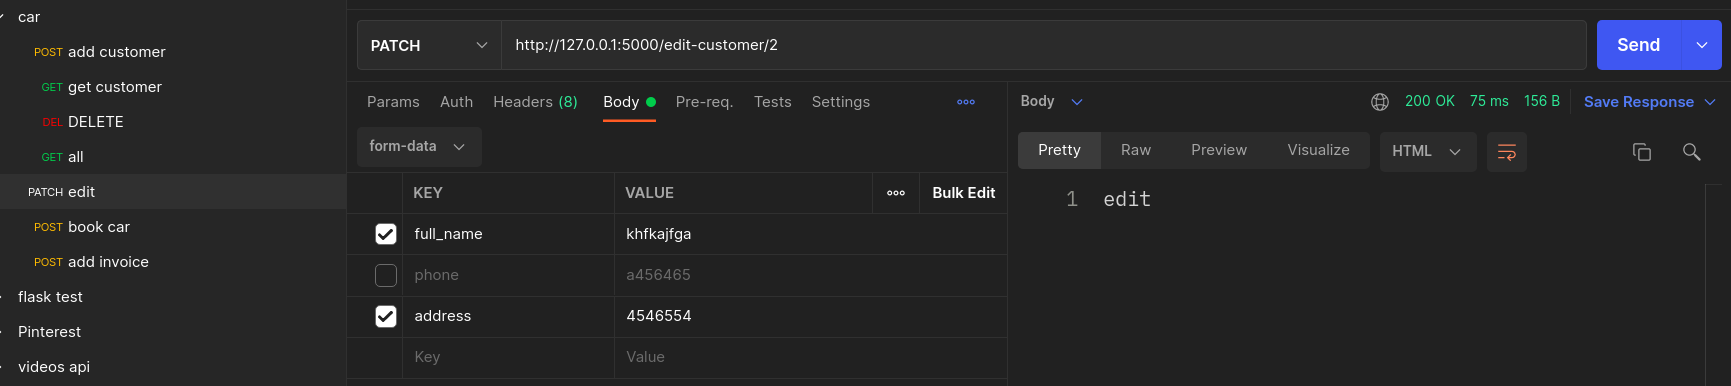 car
POST add customer
GET get customer
DEL DELETE
GET all
PATCH edit
POST book car
POST add invoice
flask test
Pinterest
videos api
PATCH http://127.0.0.1:5000/edit-customer/2 Send
Params Auth Headers (8) Body Pre-req. Tests Settings
form-data
KEY VALUE Bulk Edit
full_name khfkajfga
phone a456465
address 4546554
Key Value
Body 200 OK 75 ms 156 B Save Response
Pretty Raw Preview Visualize HTML
1 edit